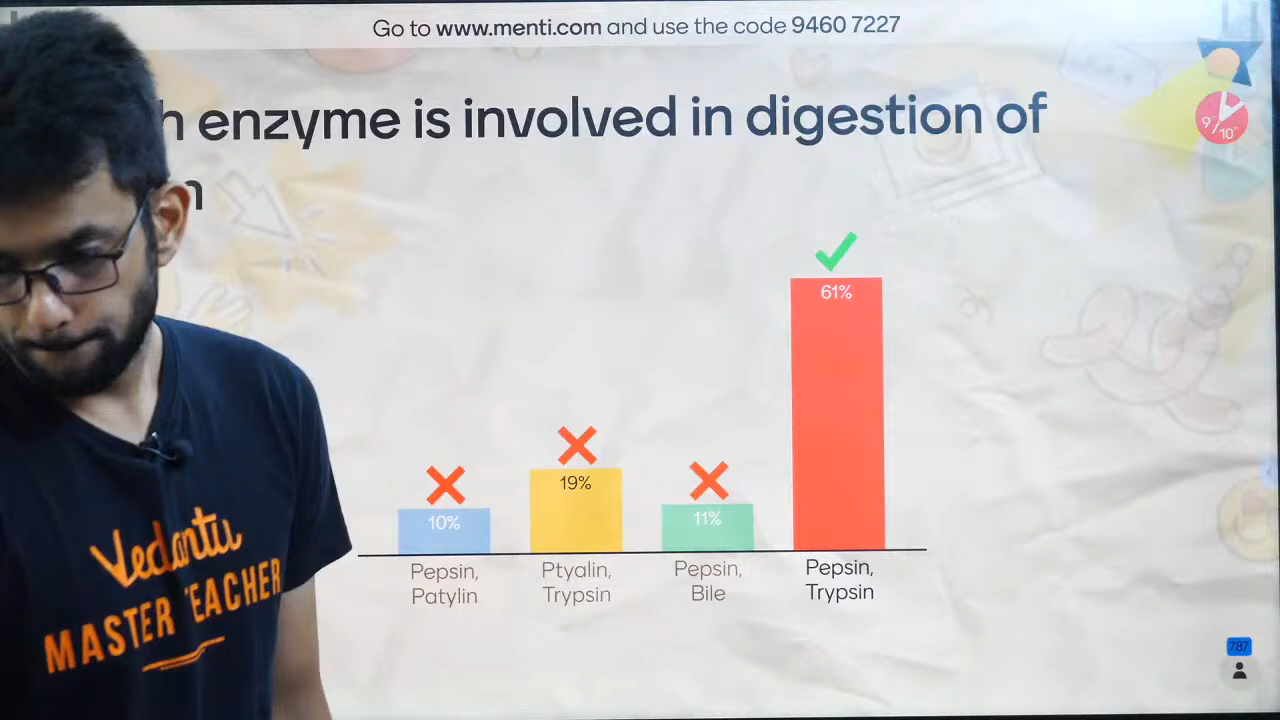 Go to www.menti.com and use the code 9460 7227
enzyme is involved in digestion of
9/10
61%
19%
10%
11%
Pepsin,
Patylin
Ptyalin,
Trypsin
Pepsin,
Bile
Pepsin,
Trypsin
Vedantu
MASTER TEACHER
787